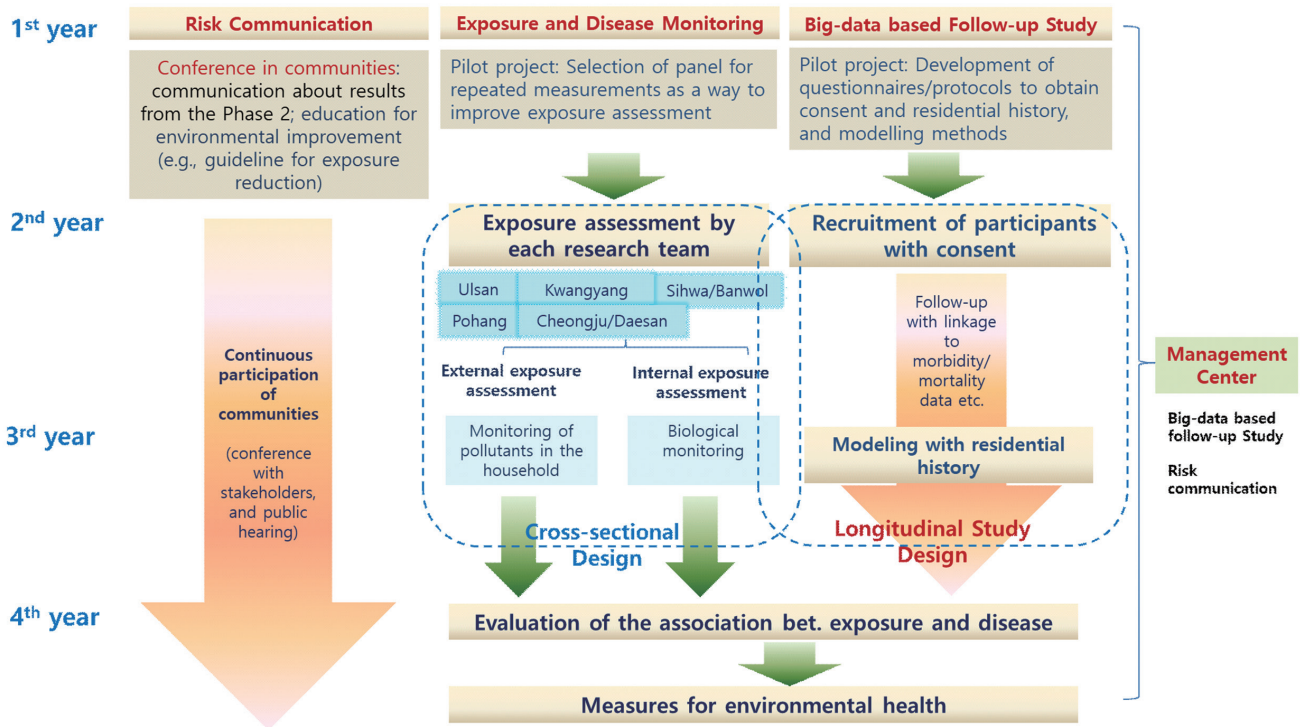 1st year
Risk Communication
Exposure and Disease Monitoring
Big-data based Follow-up Study
Conference in communities:
communication about results
from the Phase 2; education for
environmental improvement
(e.g., guideline for exposure
reduction)
Pilot project: Selection of panel for
repeated measurements as a way to
improve exposure assessment
Pilot project: Development of
questionnaires/protocols to obtain
consent and residential history,
and modelling methods
2nd year
Exposure assessment by
each research team
Recruitment of participants
with consent
Ulsan
Kwangyang
Sihwa/Banwol
Pohang
Cheongju/Daesan
Follow-up
with linkage
to
morbidity/
mortality
data etc.
Continuous
participation
of
communities
(conference
with
stakeholders,
and public
hearing)
External exposure
assessment
Internal exposure
assessment
3rd year
Monitoring of
pollutants in the
household
Biological
monitoring
Modeling with residential
history
Cross-sectional
Design
Longitudinal Study
Design
4th year
Evaluation of the association bet. exposure and disease
Measures for environmental health
Management
Center
Big-data based
follow-up Study
Risk
communication